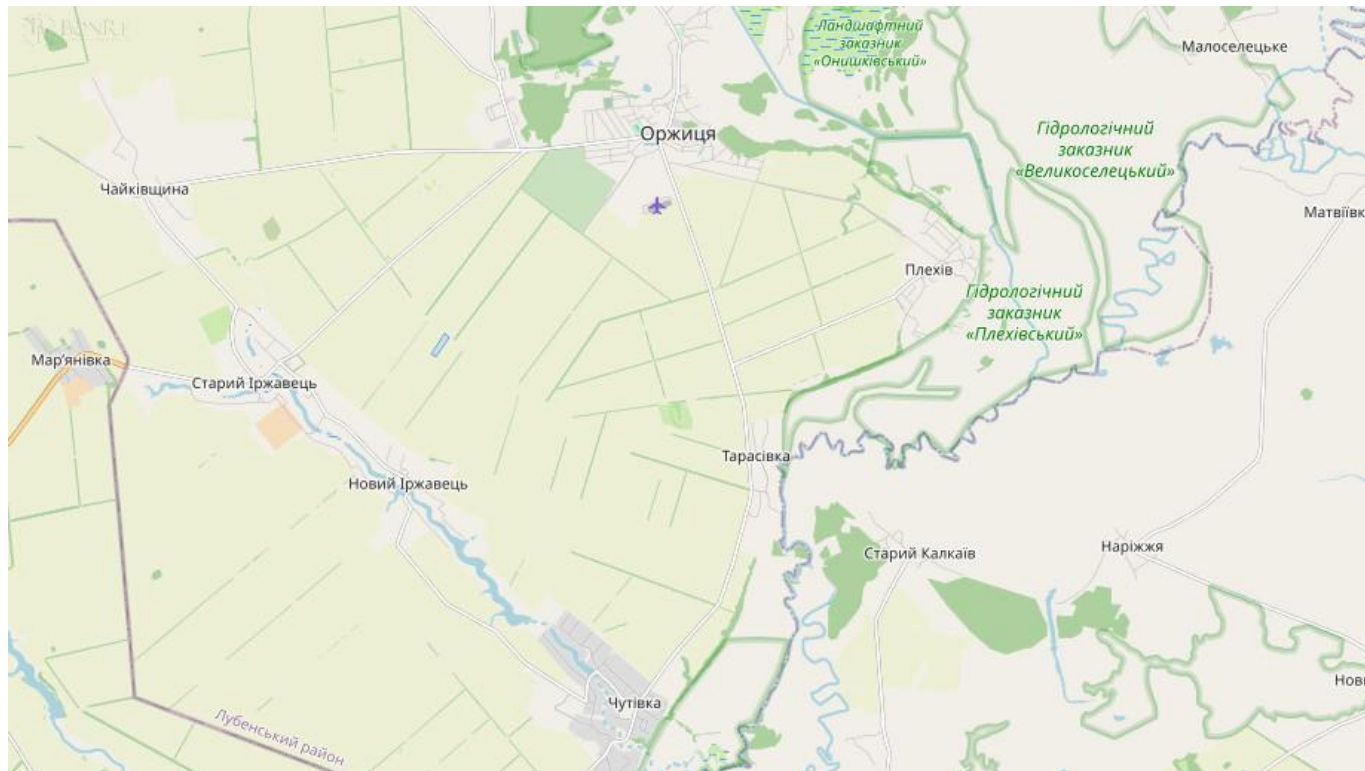 BONRE
Ландшафтний
заказник
«Онишківський»
Малоселецьке
Оржиця
Гідрологічний
заказник
«Великоселецький»
Чайківщина
Матвіївк
Плехів
Гідрологічний
заказник
«Плехівський»
Мар'янівка
Старий Іржавець
Тарасівка
Новий Іржавець
Старий Калкаїв
Наріжжя
Нові
Чутівка
Лубенський район